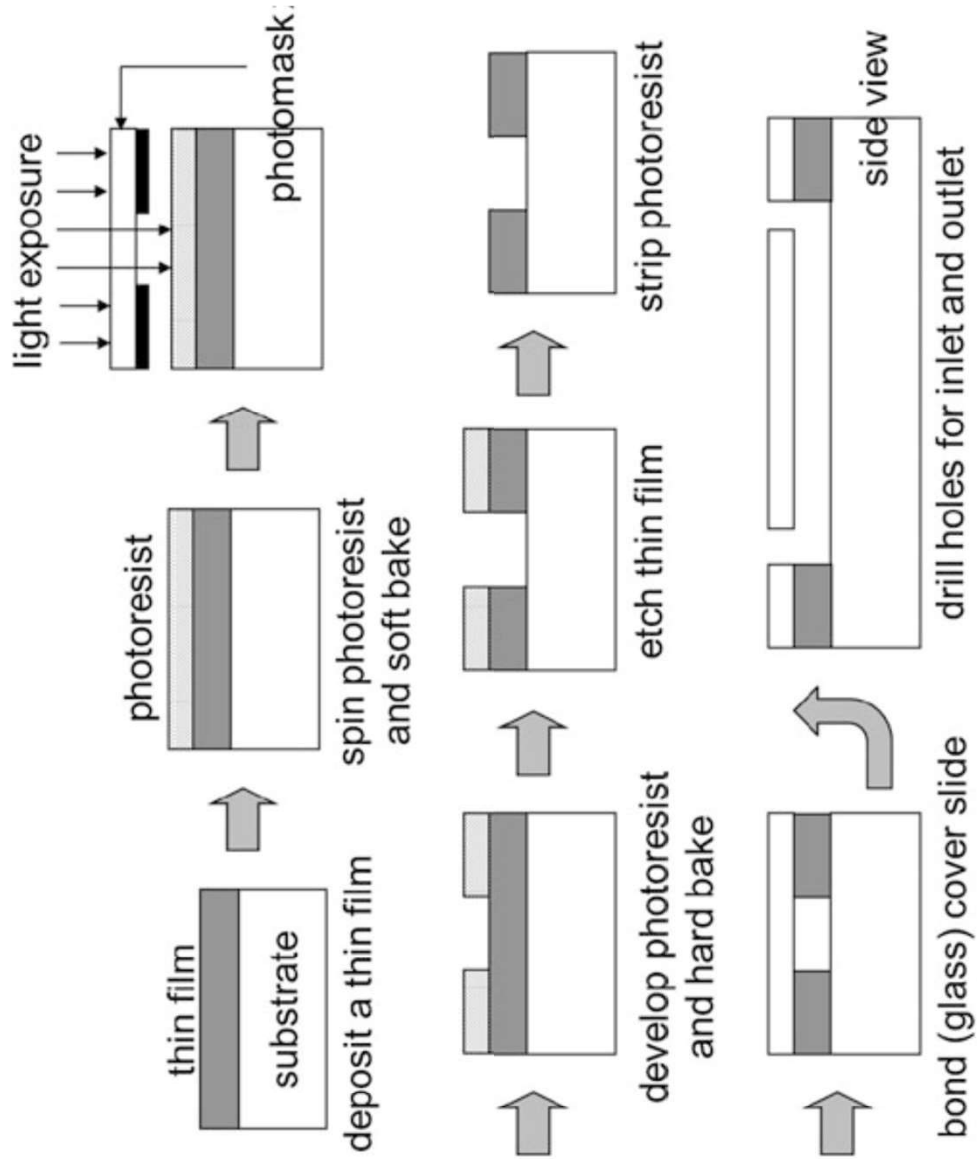 thin film
substrate
deposit a thin film
photoresist
spin photoresist
and soft bake
light exposure
photomask
develop photoresist
and hard bake
etch thin film
strip photoresist
bond (glass) cover slide
side view
drill holes for inlet and outlet